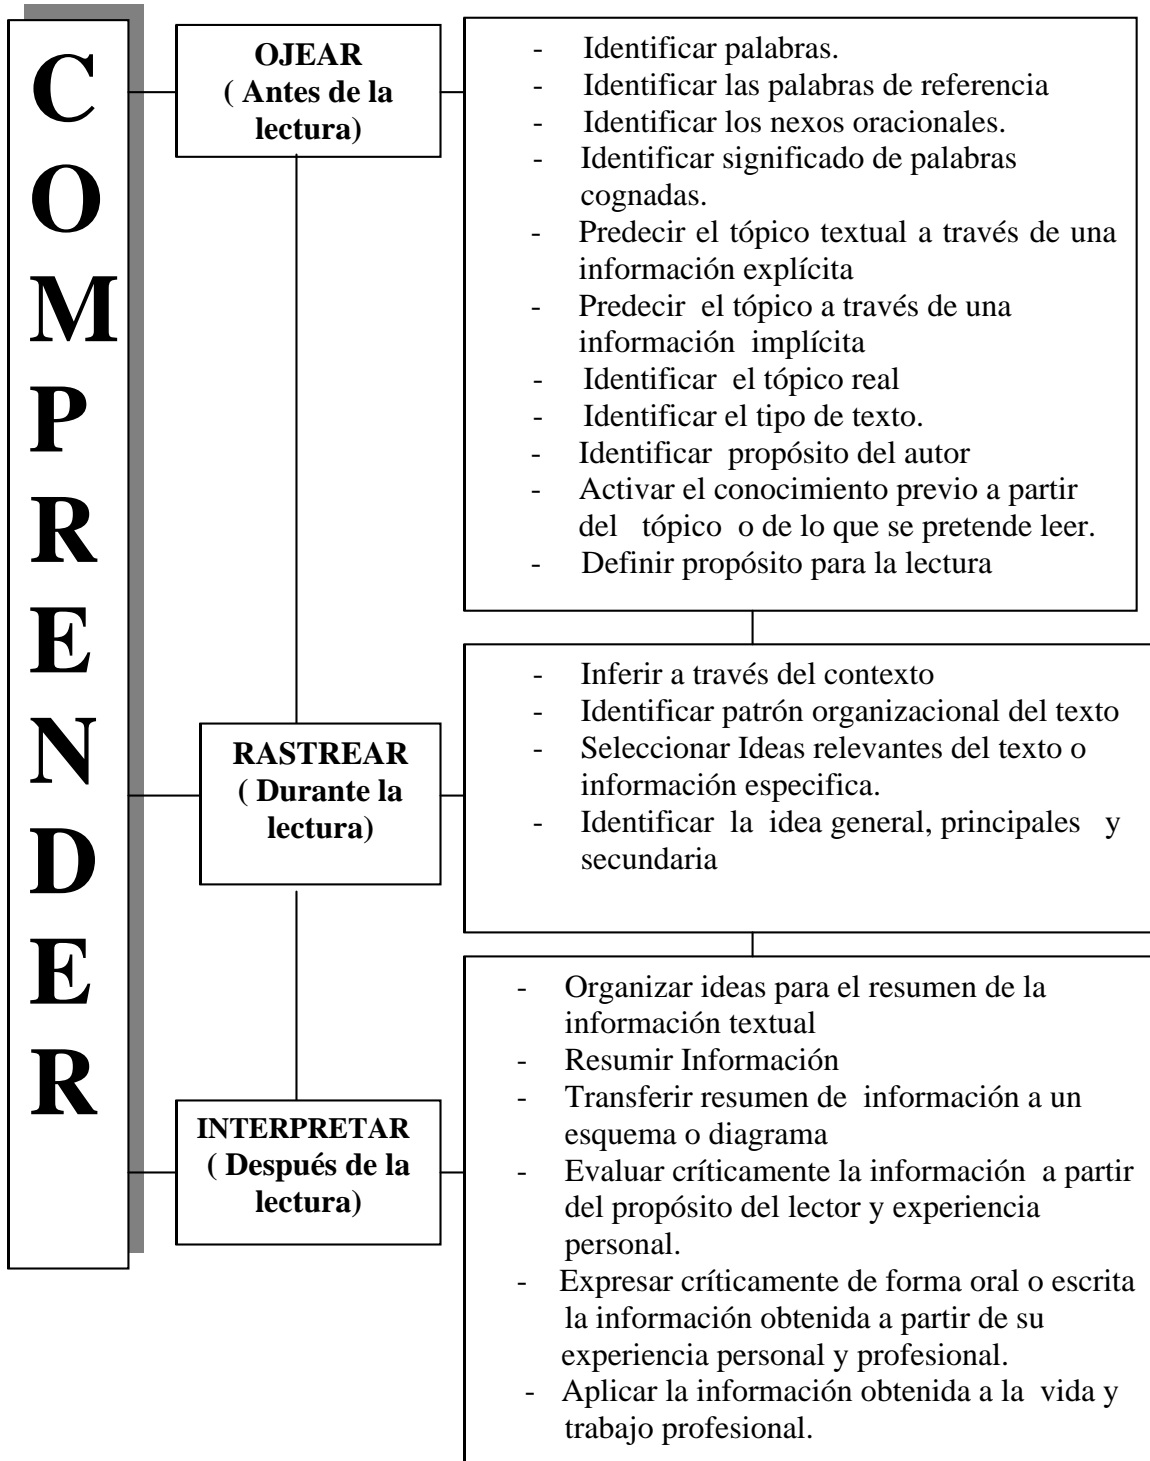 COMPRENDER
OJEAR
( Antes de la
lectura)
- Identificar palabras.
- Identificar las palabras de referencia
- Identificar los nexos oracionales.
- Identificar significado de palabras
cognadas.
- Predecir el tópico textual a través de una
información explícita
- Predecir el tópico a través de una
información implícita
- Identificar el tópico real
- Identificar el tipo de texto.
- Identificar propósito del autor
- Activar el conocimiento previo a partir
del tópico o de lo que se pretende leer.
- Definir propósito para la lectura
RASTREAR
( Durante la
lectura)
- Inferir a través del contexto
- Identificar patrón organizacional del texto
- Seleccionar Ideas relevantes del texto o
información especifica.
- Identificar la idea general, principales y
secundaria
INTERPRETAR
( Después de la
lectura)
- Organizar ideas para el resumen de la
información textual
- Resumir Información
- Transferir resumen de información a un
esquema o diagrama
- Evaluar críticamente la información a partir
del propósito del lector y experiencia
personal.
- Expresar críticamente de forma oral o escrita
la información obtenida a partir de su
experiencia personal y profesional.
- Aplicar la información obtenida a la vida y
trabajo profesional.